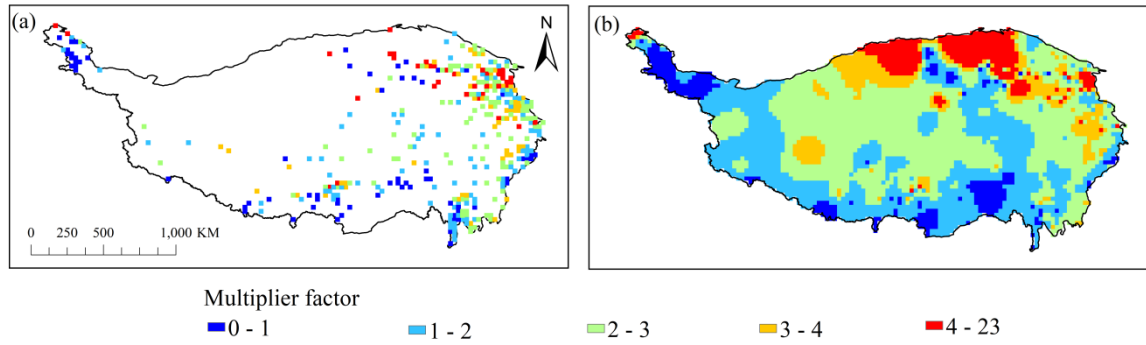 (a)
N
(b)
0 250 500 1,000 KM
Multiplier factor
0 - 1 1 - 2 2 - 3 3 - 4 4 - 23